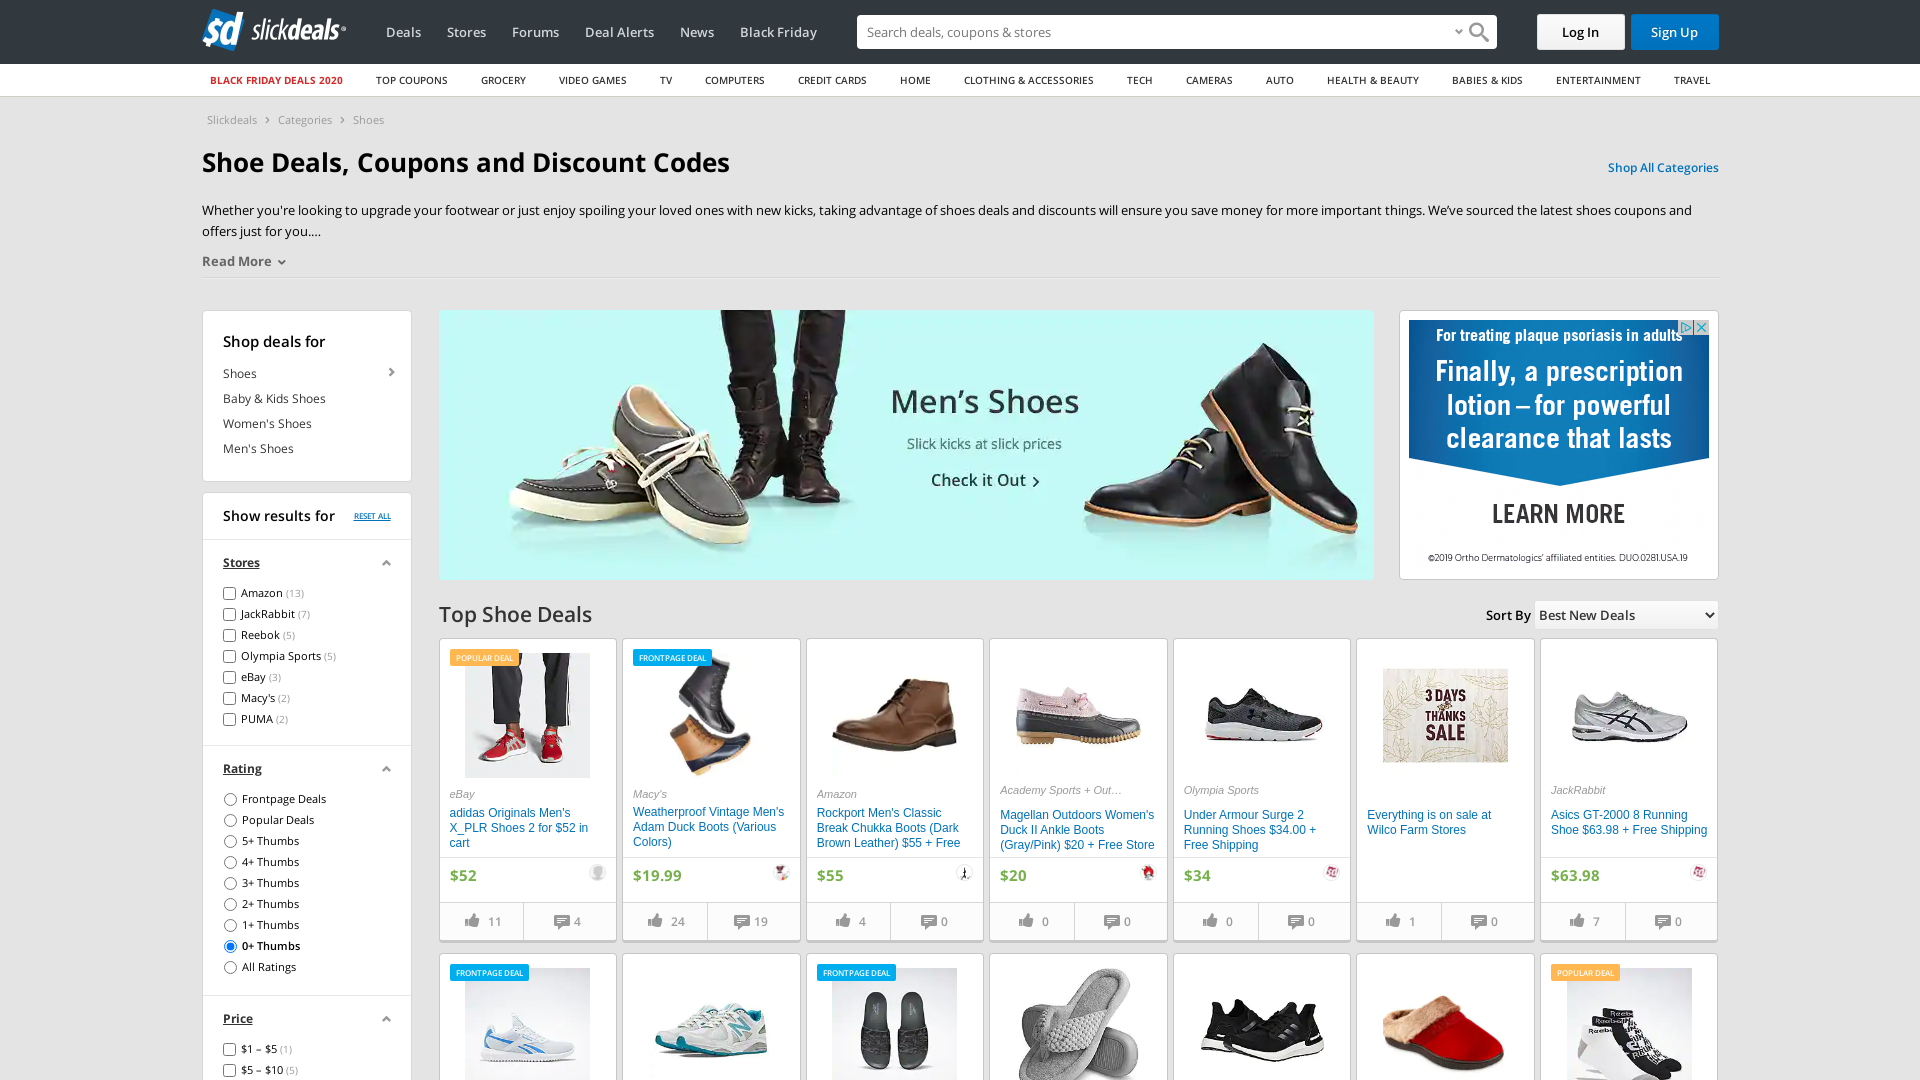 sd slickdeals
Deals
Stores
Forums
Deal Alerts
News
Black Friday
Search deals, coupons & stores
Log In
Sign Up
BLACK FRIDAY DEALS 2020
TOP COUPONS
GROCERY
VIDEO GAMES
TV
COMPUTERS
CREDIT CARDS
HOME
CLOTHING & ACCESSORIES
TECH
CAMERAS
AUTO
HEALTH & BEAUTY
BABIES & KIDS
ENTERTAINMENT
TRAVEL
Slickdeals > Categories > Shoes
Shoe Deals, Coupons and Discount Codes
Shop All Categories
Whether you're looking to upgrade your footwear or just enjoy spoiling your loved ones with new kicks, taking advantage of shoes deals and discounts will ensure you save money for more important things. We’ve sourced the latest shoes coupons and
offers just for you....
Read More
Shop deals for
Shoes
Baby & Kids Shoes
Women's Shoes
Men's Shoes
Show results for
RESET ALL
Stores
Amazon (13)
JackRabbit (7)
Reebok (5)
Olympia Sports (5)
eBay (3)
Macy's (2)
PUMA (2)
Rating
Frontpage Deals
Popular Deals
5+ Thumbs
4+ Thumbs
3+ Thumbs
2+ Thumbs
1+ Thumbs
0+ Thumbs
All Ratings
Price
$1 – $5 (1)
$5 – $10 (5)
Men’s Shoes
Slick kicks at slick prices
Check it Out >
For treating plaque psoriasis in adults
Finally, a prescription
lotion – for powerful
clearance that lasts
LEARN MORE
©2019 Ortho Dermatologics’ affiliated entities. DUO.0281.USA.19
Top Shoe Deals
Sort By
Best New Deals
POPULAR DEAL
eBay
adidas Originals Men's
X_PLR Shoes 2 for $52 in
cart
$52
11
4
FRONTPAGE DEAL
Macy's
Weatherproof Vintage Men's
Adam Duck Boots (Various
Colors)
$19.99
24
19
Amazon
Rockport Men's Classic
Break Chukka Boots (Dark
Brown Leather) $55 + Free
$55
4
0
Academy Sports + Out…
Magellan Outdoors Women's
Duck II Ankle Boots
(Gray/Pink) $20 + Free Store
$20
0
0
Olympia Sports
Under Armour Surge 2
Running Shoes $34.00 +
Free Shipping
$34
0
0
3 DAYS
THANKS
SALE
Everything is on sale at
Wilco Farm Stores
1
0
JackRabbit
Asics GT-2000 8 Running
Shoe $63.98 + Free Shipping
$63.98
7
0
FRONTPAGE DEAL
FRONTPAGE DEAL
POPULAR DEAL
Reebok